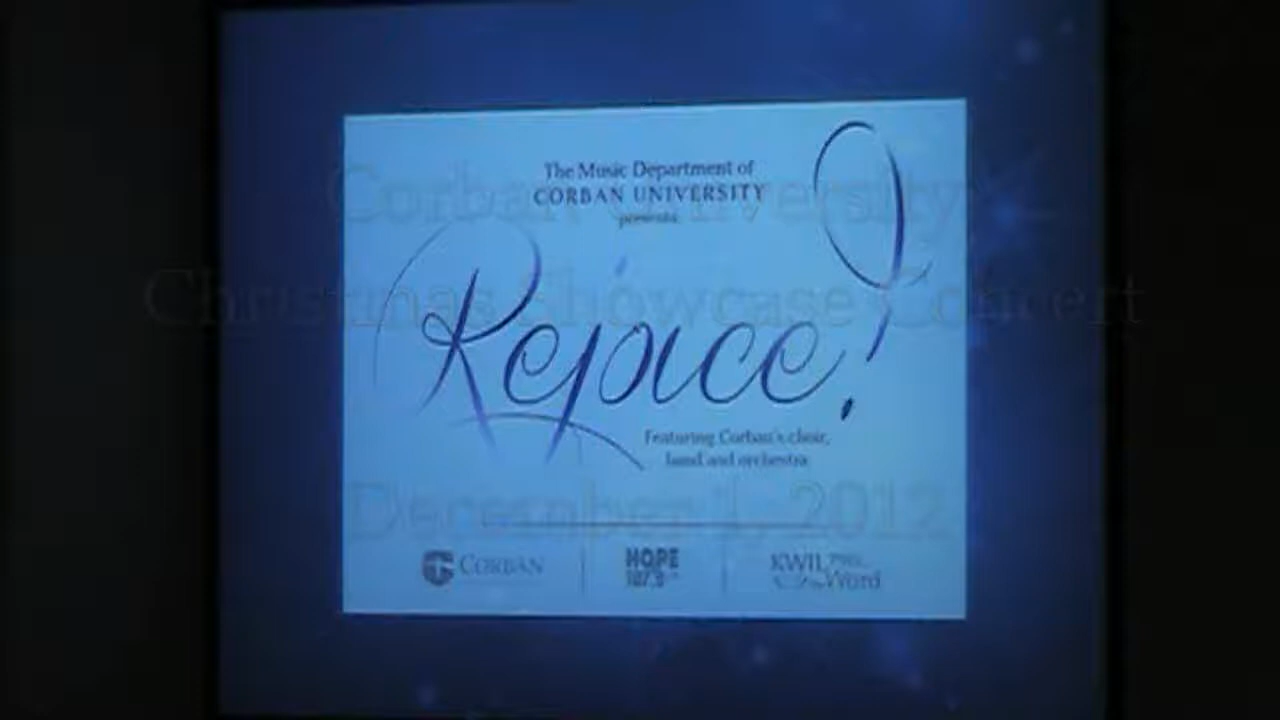 The Music Department of
CORBAN UNIVERSITY
presents
Corban University
Christmas Showcase Concert
Rejoice!
Featuring Corban's choir,
band and orchestra
December 1, 2012
CORBAN
HOPE
107.9
KWIL
Word